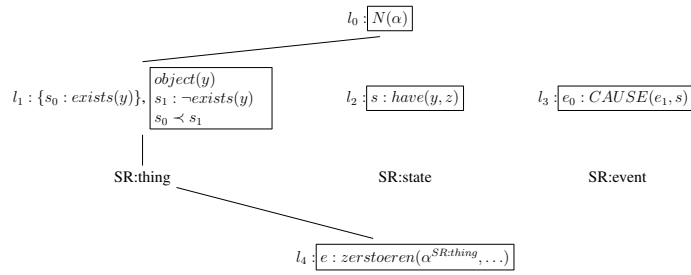 l₀ : N(α)
object(y)
l₁ : {s₀ : exists(y)}, s₁ : ¬exists(y) l₂ : s : have(y, z) l₃ : e₀ : CAUSE(e₁, s)
s₀ ≺ s₁
SR:thing SR:state SR:event
l₄ : e : zerstoeren(α^SR:thing, …)